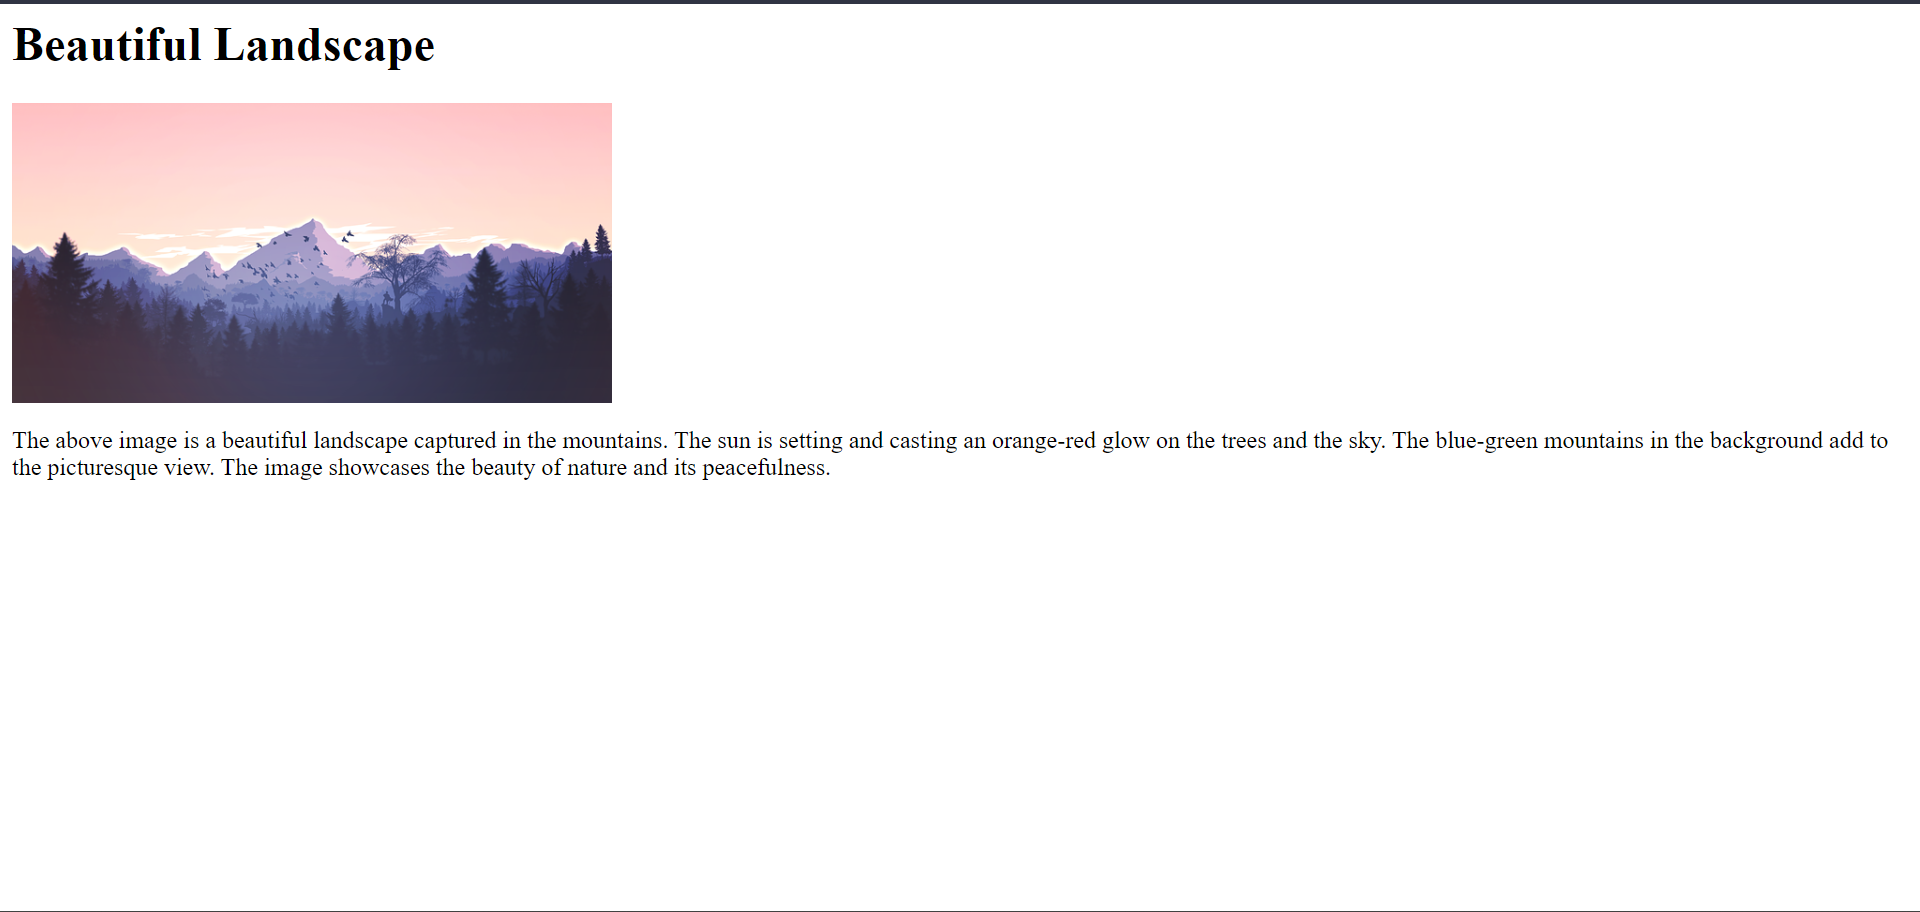 Beautiful Landscape
The above image is a beautiful landscape captured in the mountains. The sun is setting and casting an orange-red glow on the trees and the sky. The blue-green mountains in the background add to
the picturesque view. The image showcases the beauty of nature and its peacefulness.